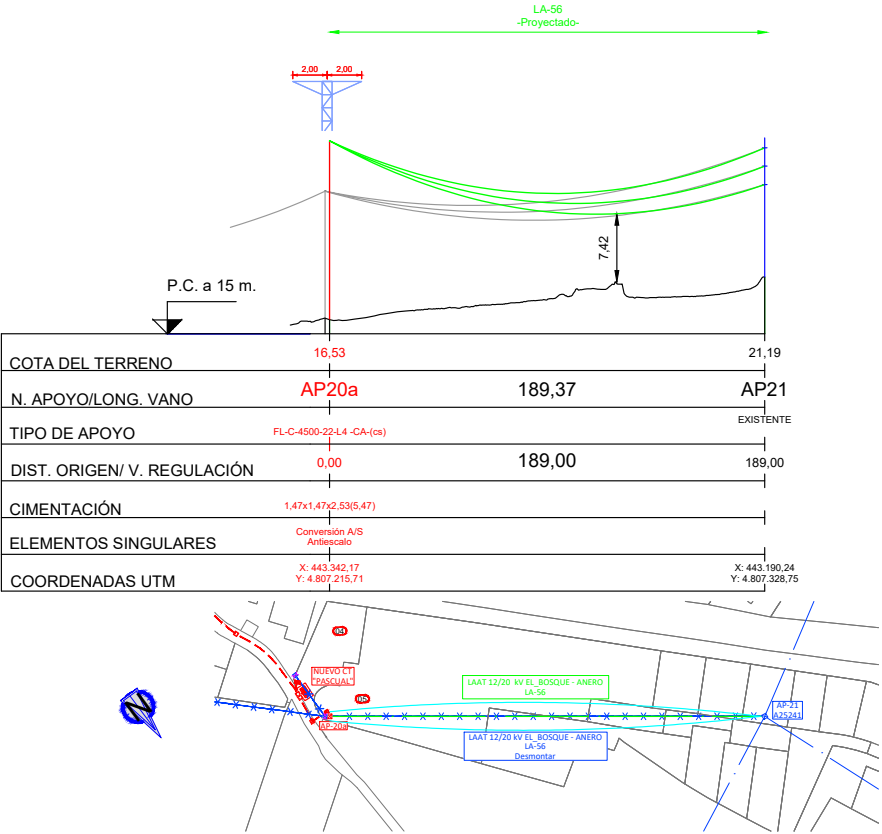 LA-56
-Proyectado-
2,00 2,00
7,42
P.C. a 15 m.
COTA DEL TERRENO 16,53 21,19
N. APOYO/LONG. VANO AP20a 189,37 AP21
TIPO DE APOYO FL-C-4500-22-L4 -CA-(cs) EXISTENTE
DIST. ORIGEN/ V. REGULACIÓN 0,00 189,00 189,00
CIMENTACIÓN 1,47x1,47x2,53(5,47)
ELEMENTOS SINGULARES Conversión A/S
Antiescalo
COORDENADAS UTM X: 443.342,17 X: 443.190,24
Y: 4.807.215,71 Y: 4.807.328,75
NUEVO CT
"PASCUAL"
LAAT 12/20 kV EL_BOSQUE - ANERO
LA-56
AP-21
A25241
N
AP-20a
LAAT 12/20 kV EL_BOSQUE - ANERO
LA-56
Desmontar